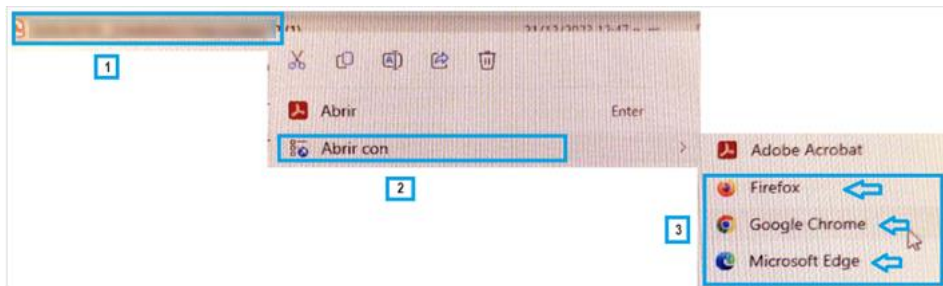 1
Abrir
Enter
Abrir con
2
Adobe Acrobat
Firefox
3
Google Chrome
Microsoft Edge